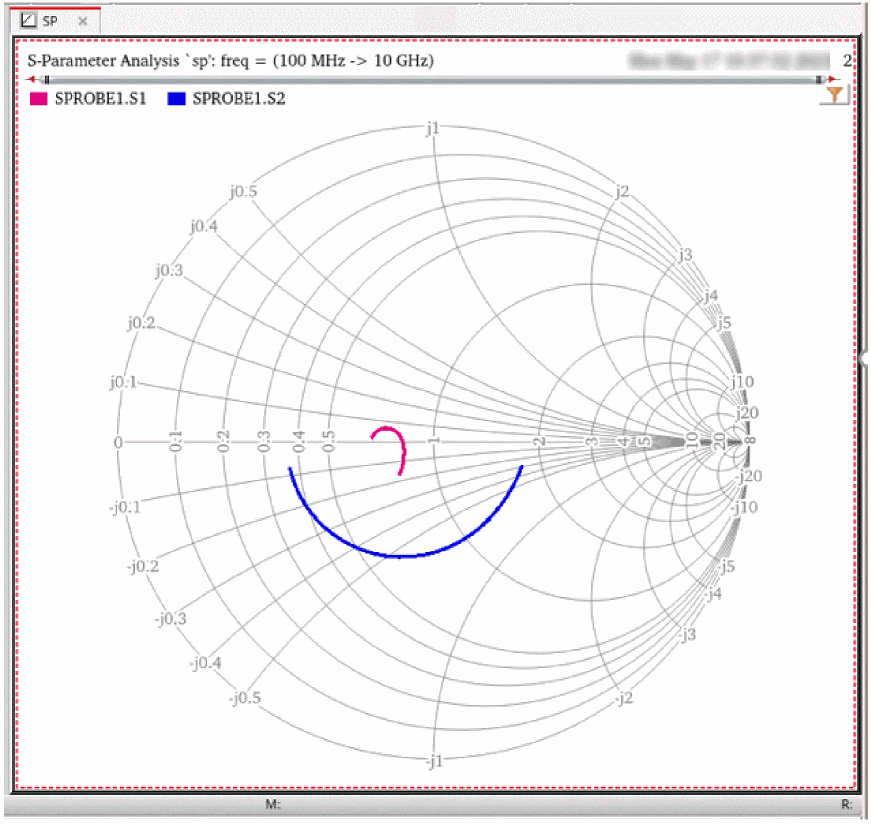 SP ×
S-Parameter Analysis `sp': freq = (100 MHz -> 10 GHz)
2
SPROBE1.S1 SPROBE1.S2
j1
j0.5 j2
j0.4
j0.3 j3
j0.2 j4
j5
j0.1 j10
j20
0 0.1 0.2 0.3 0.4 0.5 1 2 3 4 5 10 20 8
-j20
-j0.1 -j10
-j0.2 -j5
-j4
-j0.3 -j3
-j0.4
-j0.5 -j2
-j1
M: R: